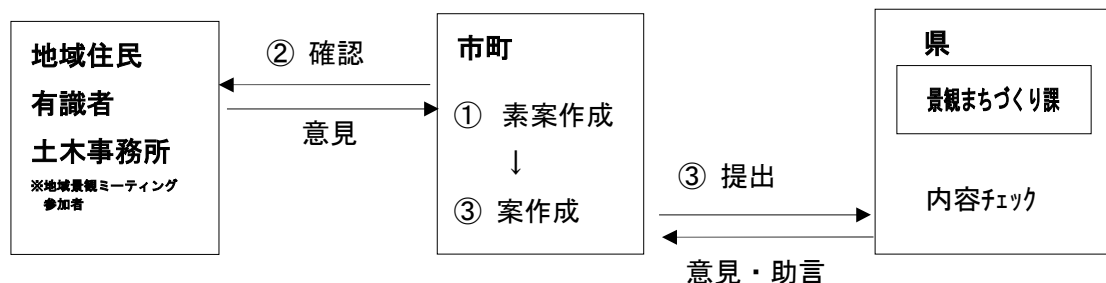 地域住民
有識者
土木事務所
※地域景観ミーティング
参加者
② 確認
意見
市町
① 素案作成
↓
③ 案作成
③ 提出
意見・助言
県
景観まちづくり課
内容ﾁｪｯｸ